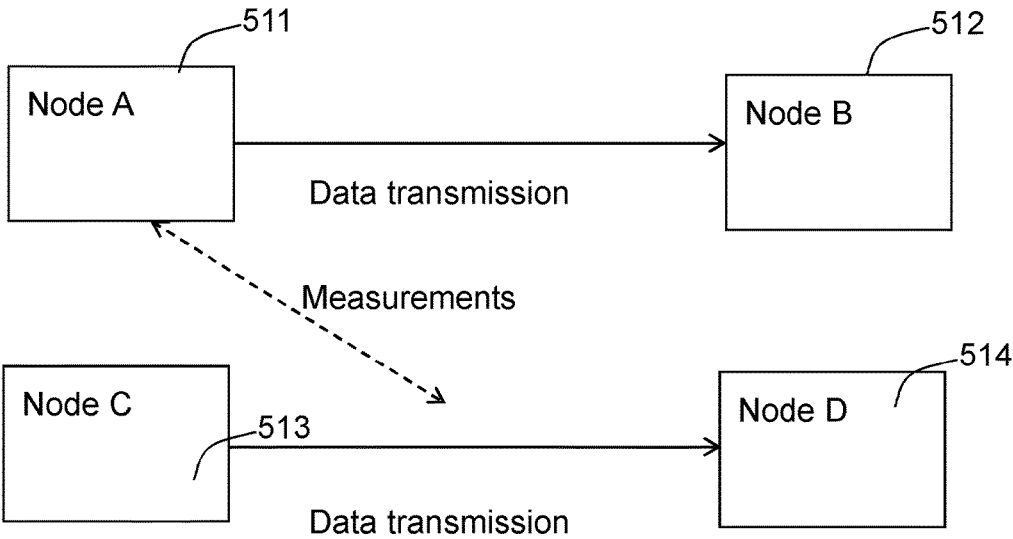 511
512
Node A
Node B
Data transmission
Measurements
514
Node C
Node D
513
Data transmission